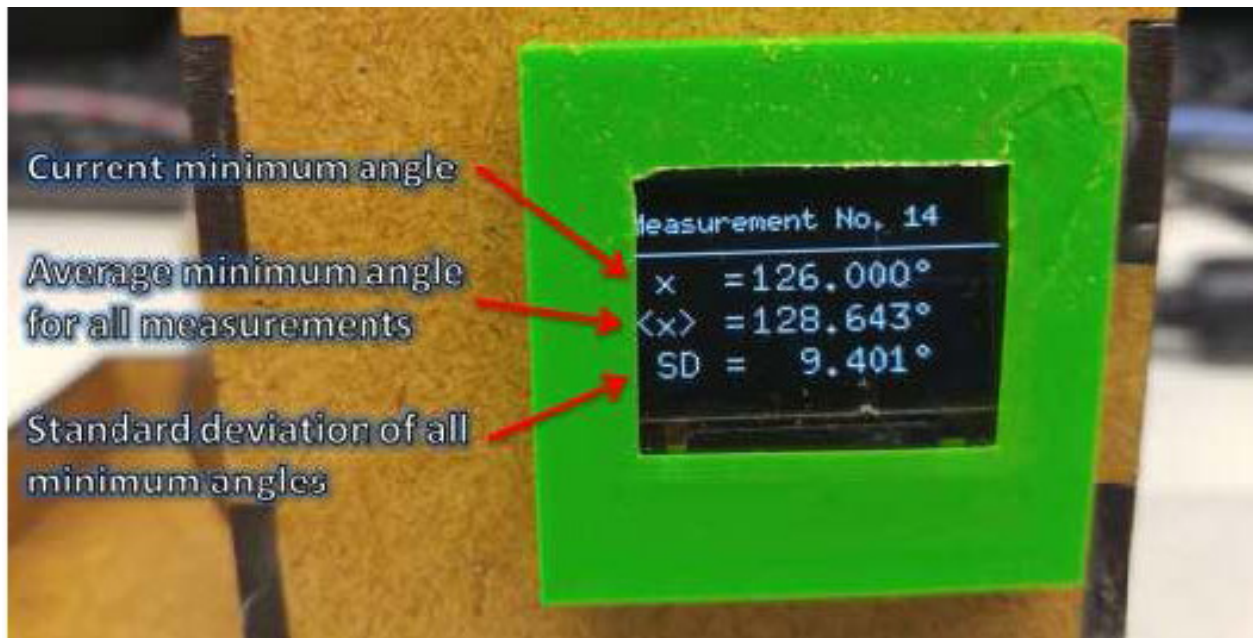 Current minimum angle
Average minimum angle
for all measurements
Standard deviation of all
minimum angles
Measurement No. 14
x =126.000°
<x> =128.643°
SD = 9.401°